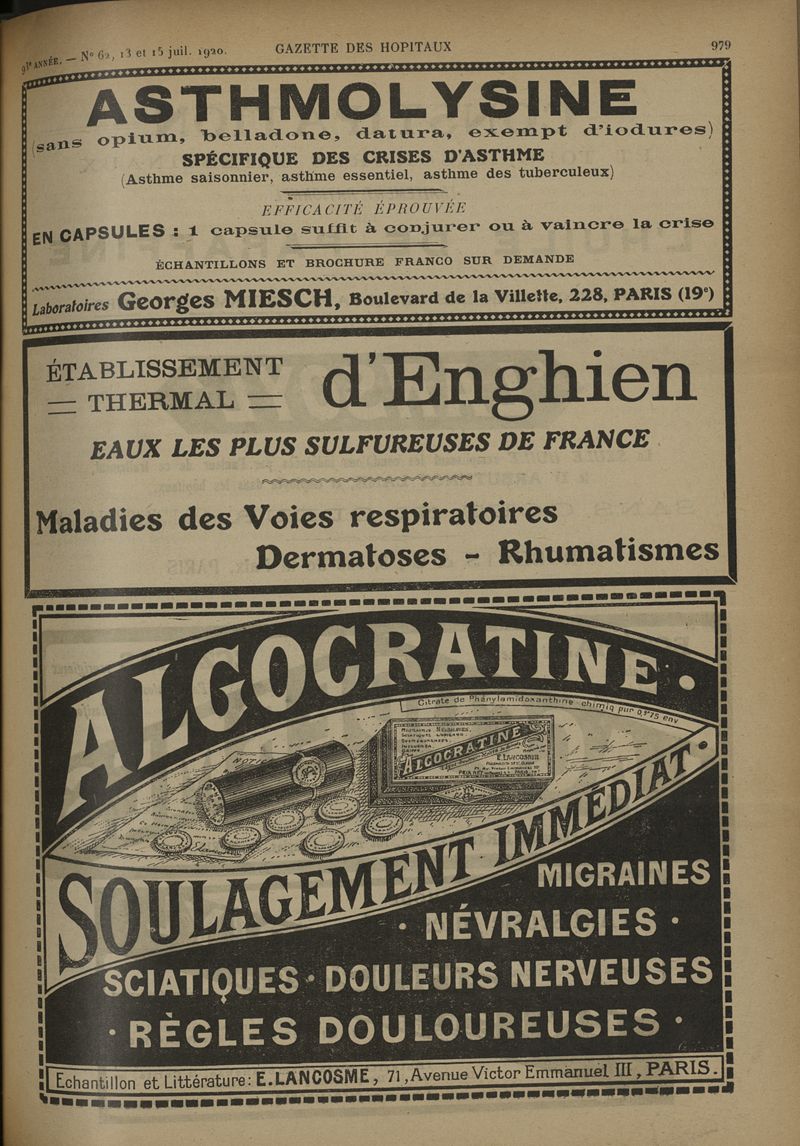 91e ANNÉE. — No 62, 13 et 15 juil. 1920.
GAZETTE DES HOPITAUX
979
ASTHMOLYSINE
(sans opium, belladone, datura, exempt d'iodures)
SPÉCIFIQUE DES CRISES D'ASTHME
(Asthme saisonnier, asthme essentiel, asthme des tuberculeux)
EFFICACITÉ ÉPROUVÉE
EN CAPSULES : 1 capsule suffit à conjurer ou à vaincre la crise
ÉCHANTILLONS ET BROCHURE FRANCO SUR DEMANDE
Laboratoires Georges MIESCH, Boulevard de la Villette, 228, PARIS (19e)
ÉTABLISSEMENT
THERMAL
d'Enghien
EAUX LES PLUS SULFUREUSES DE FRANCE
Maladies des Voies respiratoires
Dermatoses - Rhumatismes
ALGOCRATINE.
Citrate de Phénylamidoxanthine chimiq pur 0,gr75 env
ALGOCRATINE
E. LANCOSME
SOULAGEMENT IMMÉDIAT.
MIGRAINES
· NÉVRALGIES ·
SCIATIQUES · DOULEURS NERVEUSES
· RÈGLES DOULOUREUSES ·
Echantillon et Littérature: E. LANCOSME, 71, Avenue Victor Emmanuel III, PARIS.